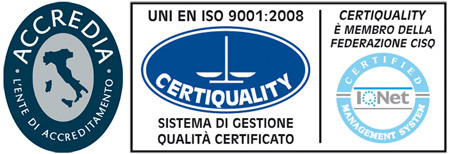 ACCREDIA
L'ENTE DI ACCREDITAMENTO
UNI EN ISO 9001:2008
CERTIQUALITY
SISTEMA DI GESTIONE
QUALITÀ CERTIFICATO
CERTIQUALITY
È MEMBRO DELLA
FEDERAZIONE CISQ
CERTIFIED
IQNet
MANAGEMENT SYSTEM